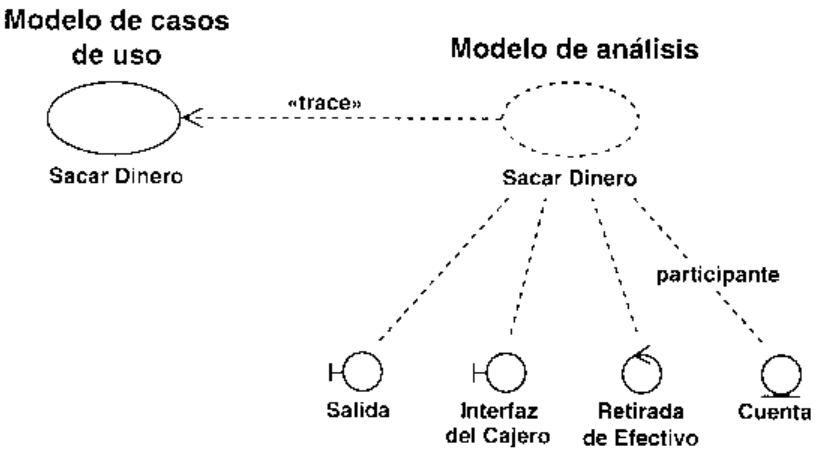 Modelo de casos
de uso
Modelo de análisis
«trace»
Sacar Dinero
Sacar Dinero
participante
Salida
Interfaz
del Cajero
Retirada
de Efectivo
Cuenta